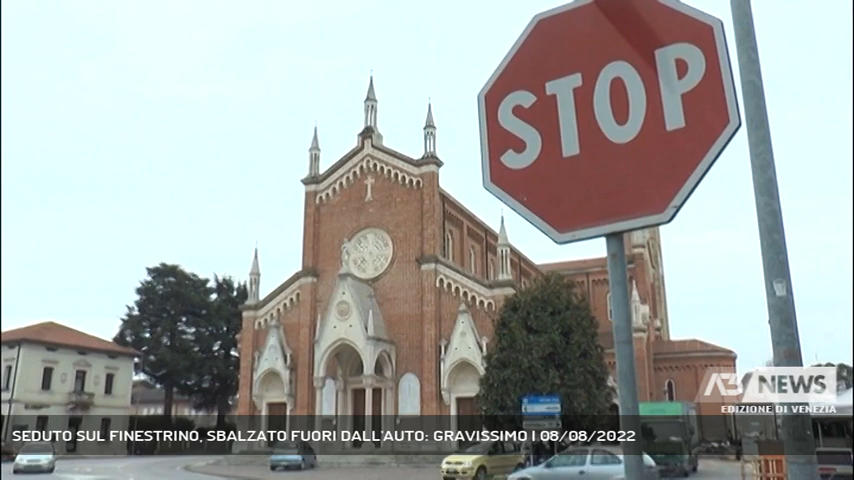 STOP
A3 NEWS
EDIZIONE DI VENEZIA
SEDUTO SUL FINESTRINO, SBALZATO FUORI DALL'AUTO: GRAVISSIMO | 08/08/2022